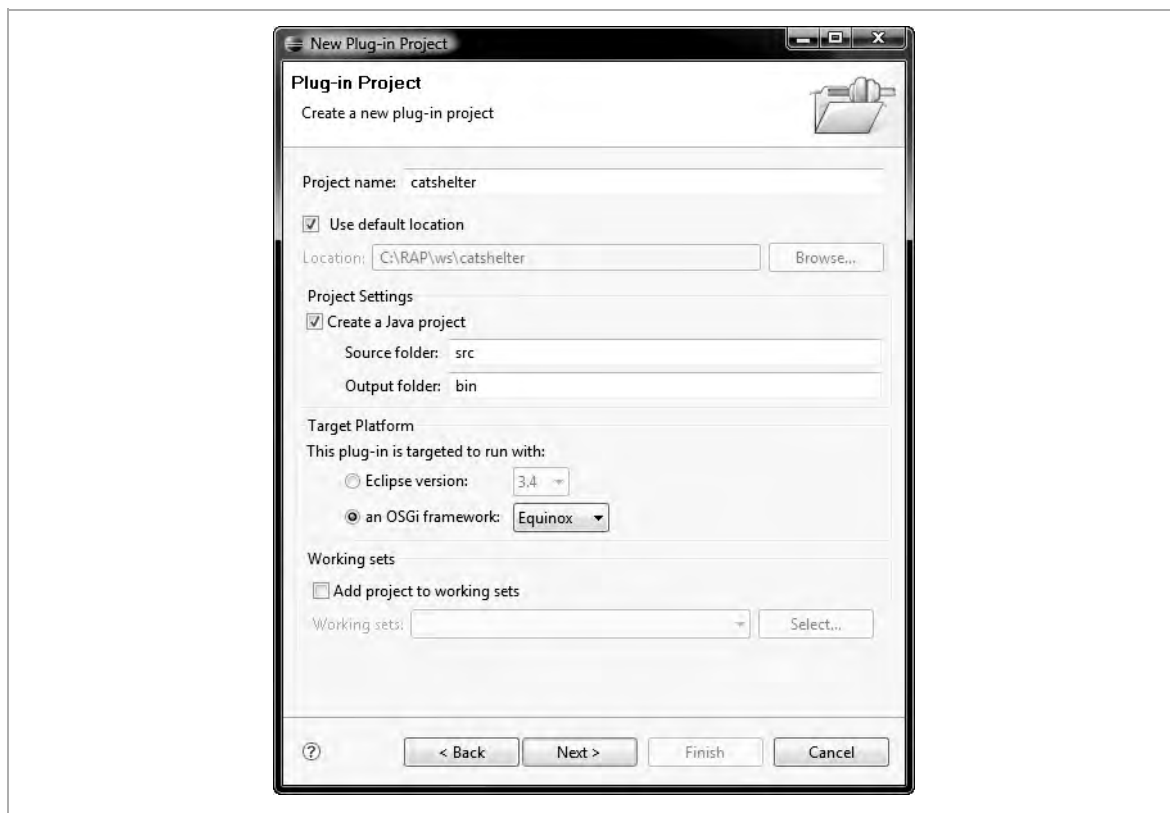 New Plug-in Project
Plug-in Project
Create a new plug-in project
Project name: catshelter
Use default location
Location: C:\RAP\ws\catshelter Browse...
Project Settings
Create a Java project
Source folder: src
Output folder: bin
Target Platform
This plug-in is targeted to run with:
Eclipse version: 3.4
an OSGi framework: Equinox
Working sets
Add project to working sets
Working sets: Select...
? < Back Next > Finish Cancel